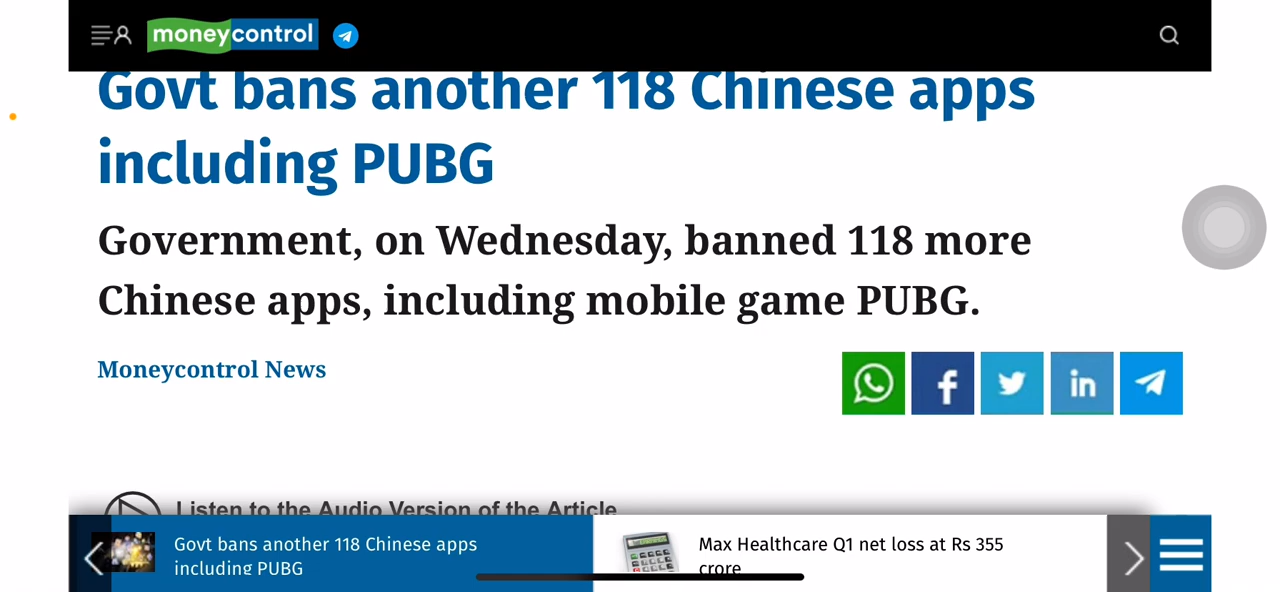 moneycontrol
Govt bans another 118 Chinese apps
including PUBG
Government, on Wednesday, banned 118 more
Chinese apps, including mobile game PUBG.
Moneycontrol News
Listen to the Audio Version of the Article
Govt bans another 118 Chinese apps
including PUBG
Max Healthcare Q1 net loss at Rs 355
crore